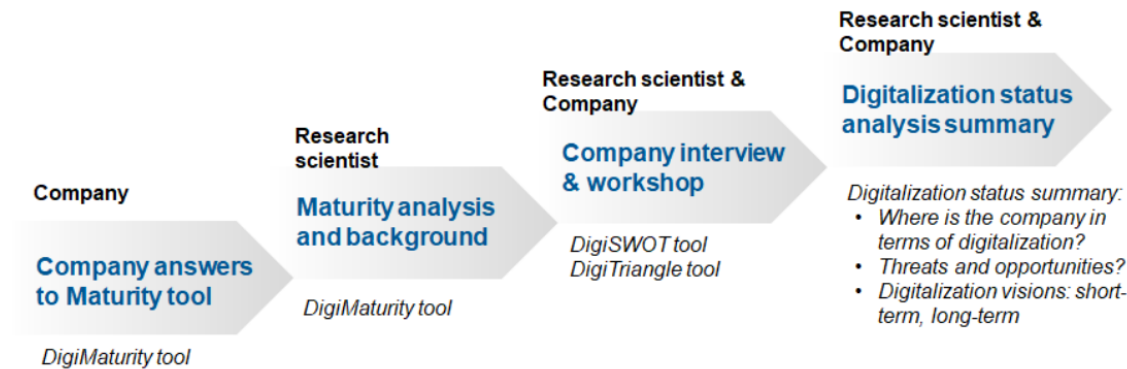 Company
Company answers
to Maturity tool
DigiMaturity tool
Research
scientist
Maturity analysis
and background
DigiMaturity tool
Research scientist &
Company
Company interview
& workshop
DigiSWOT tool
DigiTriangle tool
Research scientist &
Company
Digitalization status
analysis summary
Digitalization status summary:
• Where is the company in
terms of digitalization?
• Threats and opportunities?
• Digitalization visions: short-
term, long-term